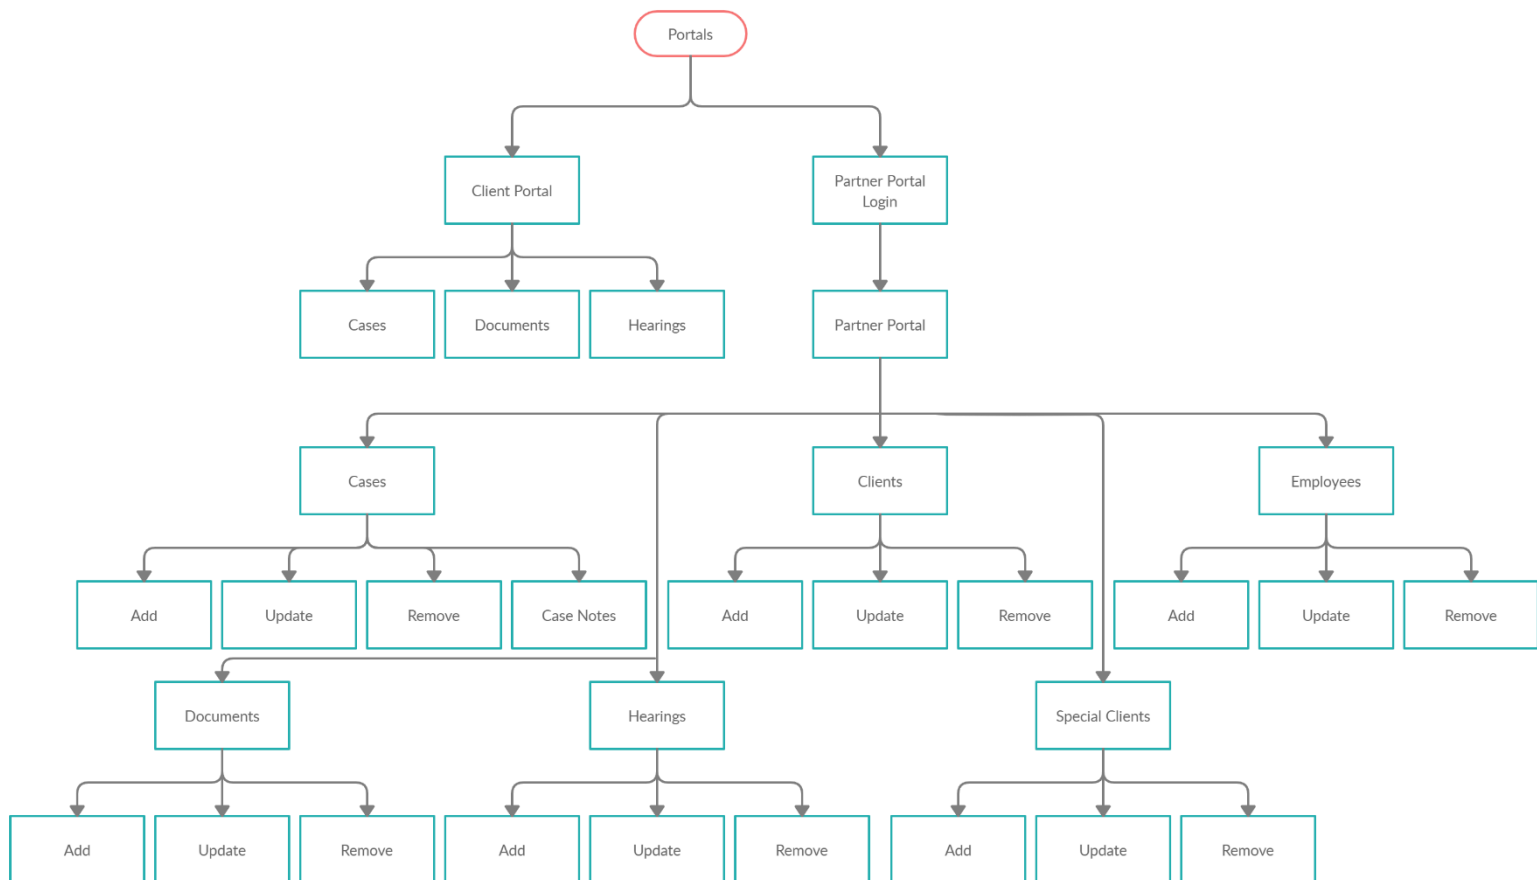 Portals
Client Portal
Partner Portal
Login
Cases
Documents
Hearings
Partner Portal
Cases
Clients
Employees
Add
Update
Remove
Case Notes
Add
Update
Remove
Add
Update
Remove
Documents
Hearings
Special Clients
Add
Update
Remove
Add
Update
Remove
Add
Update
Remove